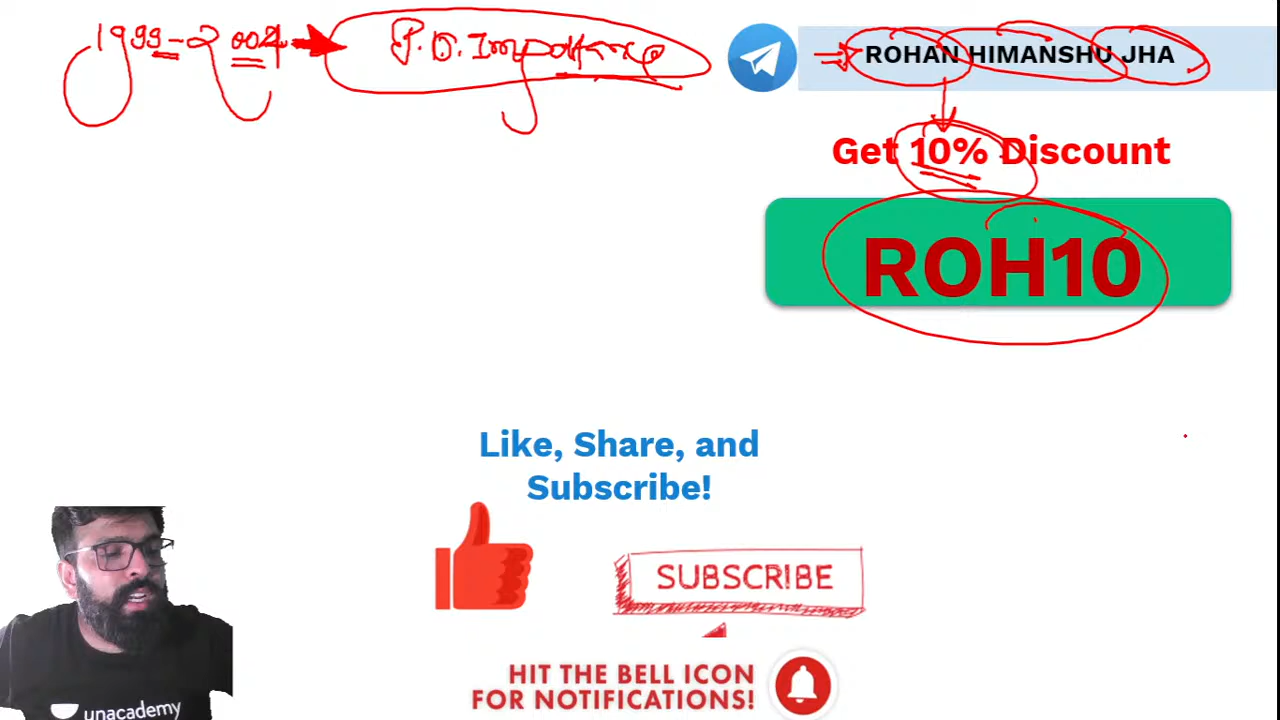 1999-2004 P.D. Importance
ROHAN HIMANSHU JHA
Get 10% Discount
ROH10
Like, Share, and
Subscribe!
SUBSCRIBE
HIT THE BELL ICON
FOR NOTIFICATIONS!
unacademy